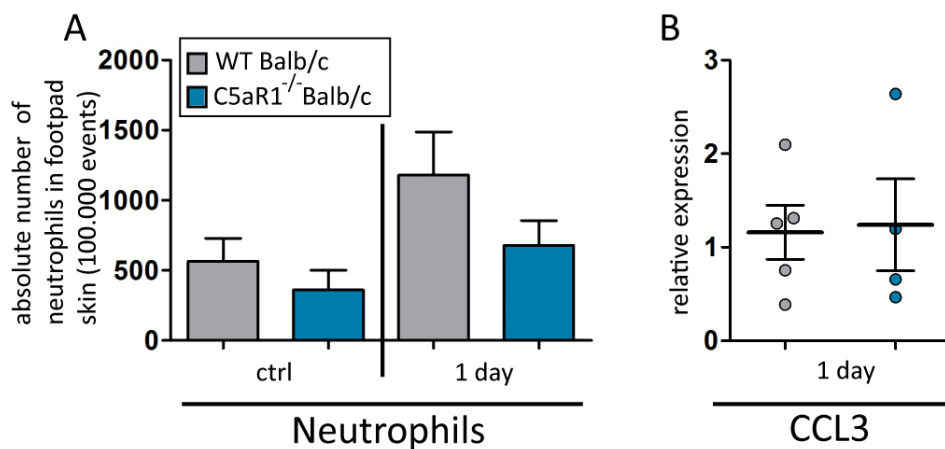 A
absolute number of
neutrophils in footpad
skin (100.000 events)
2000
1500
1000
500
0
WT Balb/c
C5aR1-/- Balb/c
ctrl
1 day
Neutrophils
B
relative expression
3
2
1
0
1 day
CCL3